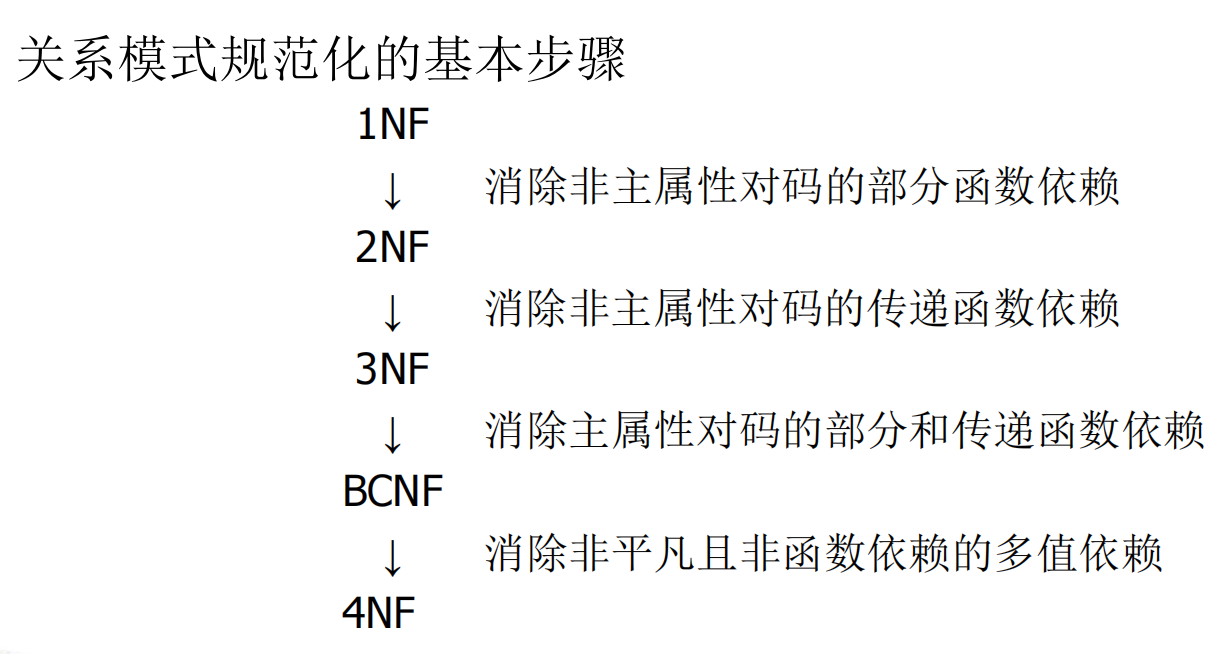 关系模式规范化的基本步骤
1NF
↓ 消除非主属性对码的部分函数依赖
2NF
↓ 消除非主属性对码的传递函数依赖
3NF
↓ 消除主属性对码的部分和传递函数依赖
BCNF
↓ 消除非平凡且非函数依赖的多值依赖
4NF